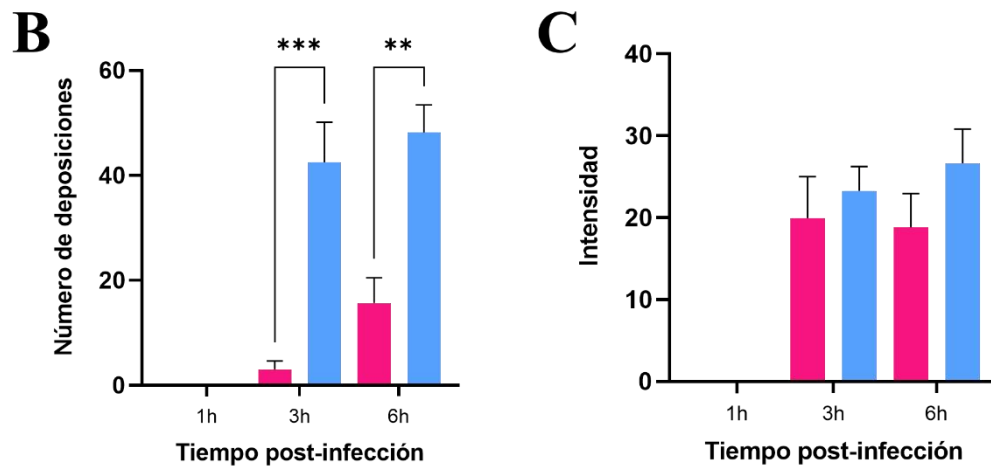 B
*** **
Número de deposiciones
60
40
20
0
1h 3h 6h
Tiempo post-infección
C
Intensidad
40
30
20
10
0
1h 3h 6h
Tiempo post-infección